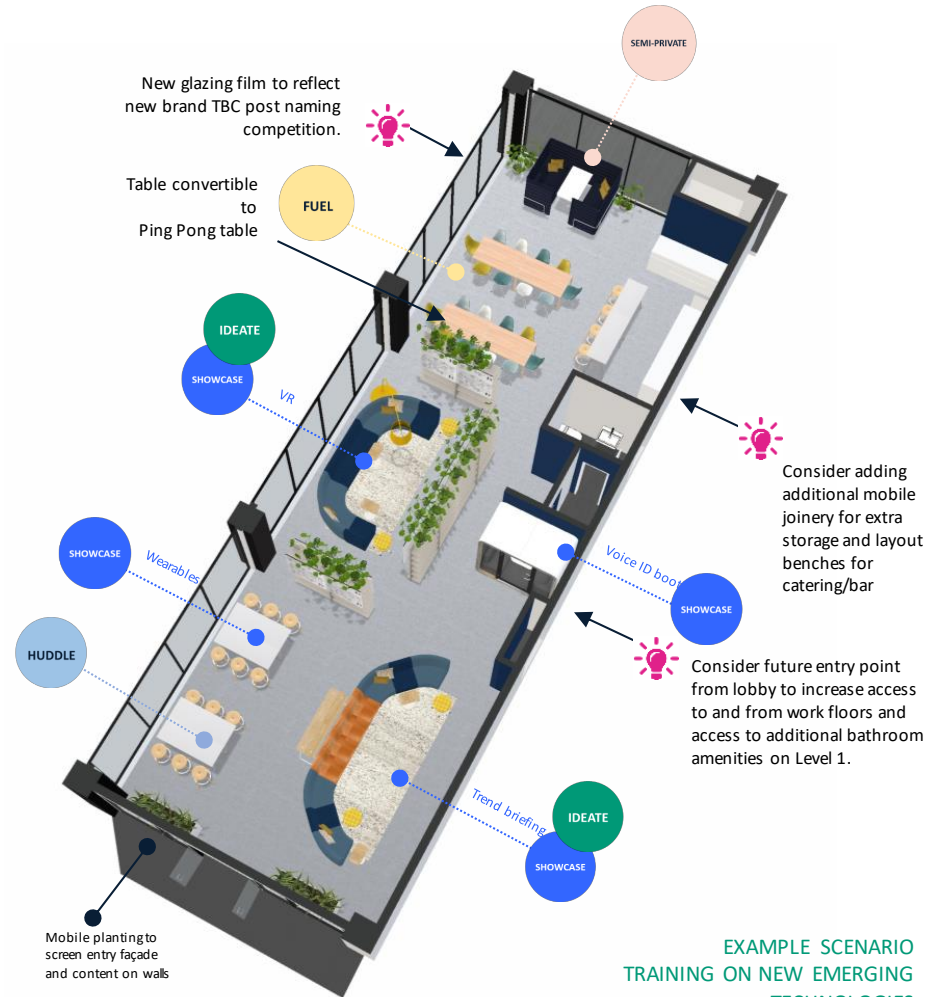 SEMI-PRIVATE
New glazing film to reflect
new brand TBC post naming
competition.
Table convertible
to
Ping Pong table
FUEL
IDEATE
SHOWCASE
VR
SHOWCASE
Wearables
HUDDLE
Consider adding
additional mobile
joinery for extra
storage and layout
benches for
catering/bar
Voice ID boot
SHOWCASE
Consider future entry point
from lobby to increase access
to and from work floors and
access to additional bathroom
amenities on Level 1.
Trend briefing
IDEATE
SHOWCASE
Mobile planting to
screen entry façade
and content on walls
EXAMPLE SCENARIO
TRAINING ON NEW EMERGING
TECHNOLOGIES